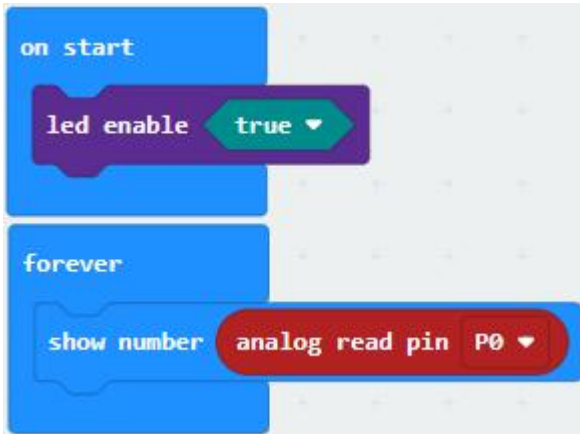 on start
led enable true
forever
show number analog read pin P0